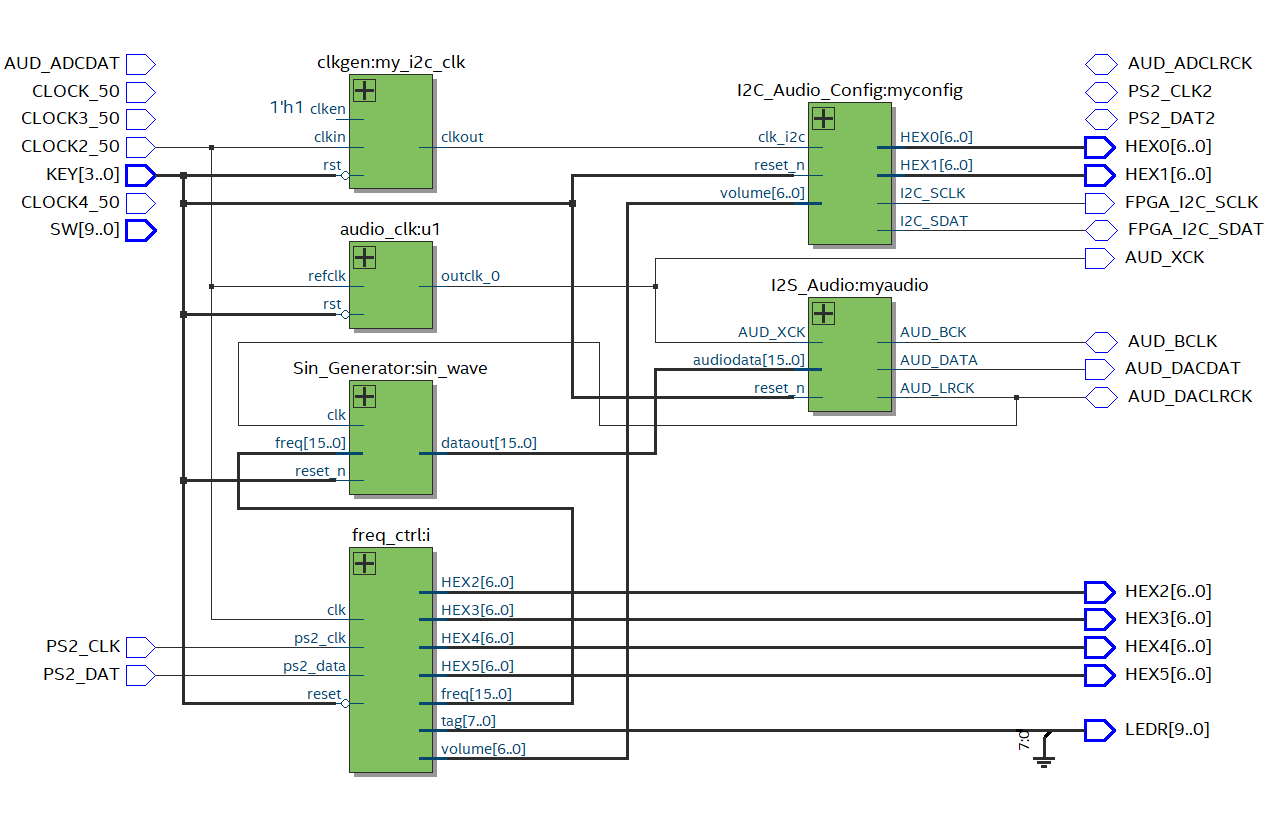 AUD_ADCDAT
CLOCK_50
CLOCK3_50
CLOCK2_50
KEY[3..0]
CLOCK4_50
SW[9..0]
PS2_CLK
PS2_DAT
clkgen:my_i2c_clk
1'h1 clken
clkin
rst
clkout
audio_clk:u1
refclk
rst
outclk_0
Sin_Generator:sin_wave
clk
freq[15..0]
reset_n
dataout[15..0]
freq_ctrl:i
clk
ps2_clk
ps2_data
reset
HEX2[6..0]
HEX3[6..0]
HEX4[6..0]
HEX5[6..0]
freq[15..0]
tag[7..0]
volume[6..0]
I2C_Audio_Config:myconfig
clk_i2c
reset_n
volume[6..0]
HEX0[6..0]
HEX1[6..0]
I2C_SCLK
I2C_SDAT
I2S_Audio:myaudio
AUD_XCK
audiodata[15..0]
reset_n
AUD_BCK
AUD_DATA
AUD_LRCK
7:0
AUD_ADCLRCK
PS2_CLK2
PS2_DAT2
HEX0[6..0]
HEX1[6..0]
FPGA_I2C_SCLK
FPGA_I2C_SDAT
AUD_XCK
AUD_BCLK
AUD_DACDAT
AUD_DACLRCK
HEX2[6..0]
HEX3[6..0]
HEX4[6..0]
HEX5[6..0]
LEDR[9..0]